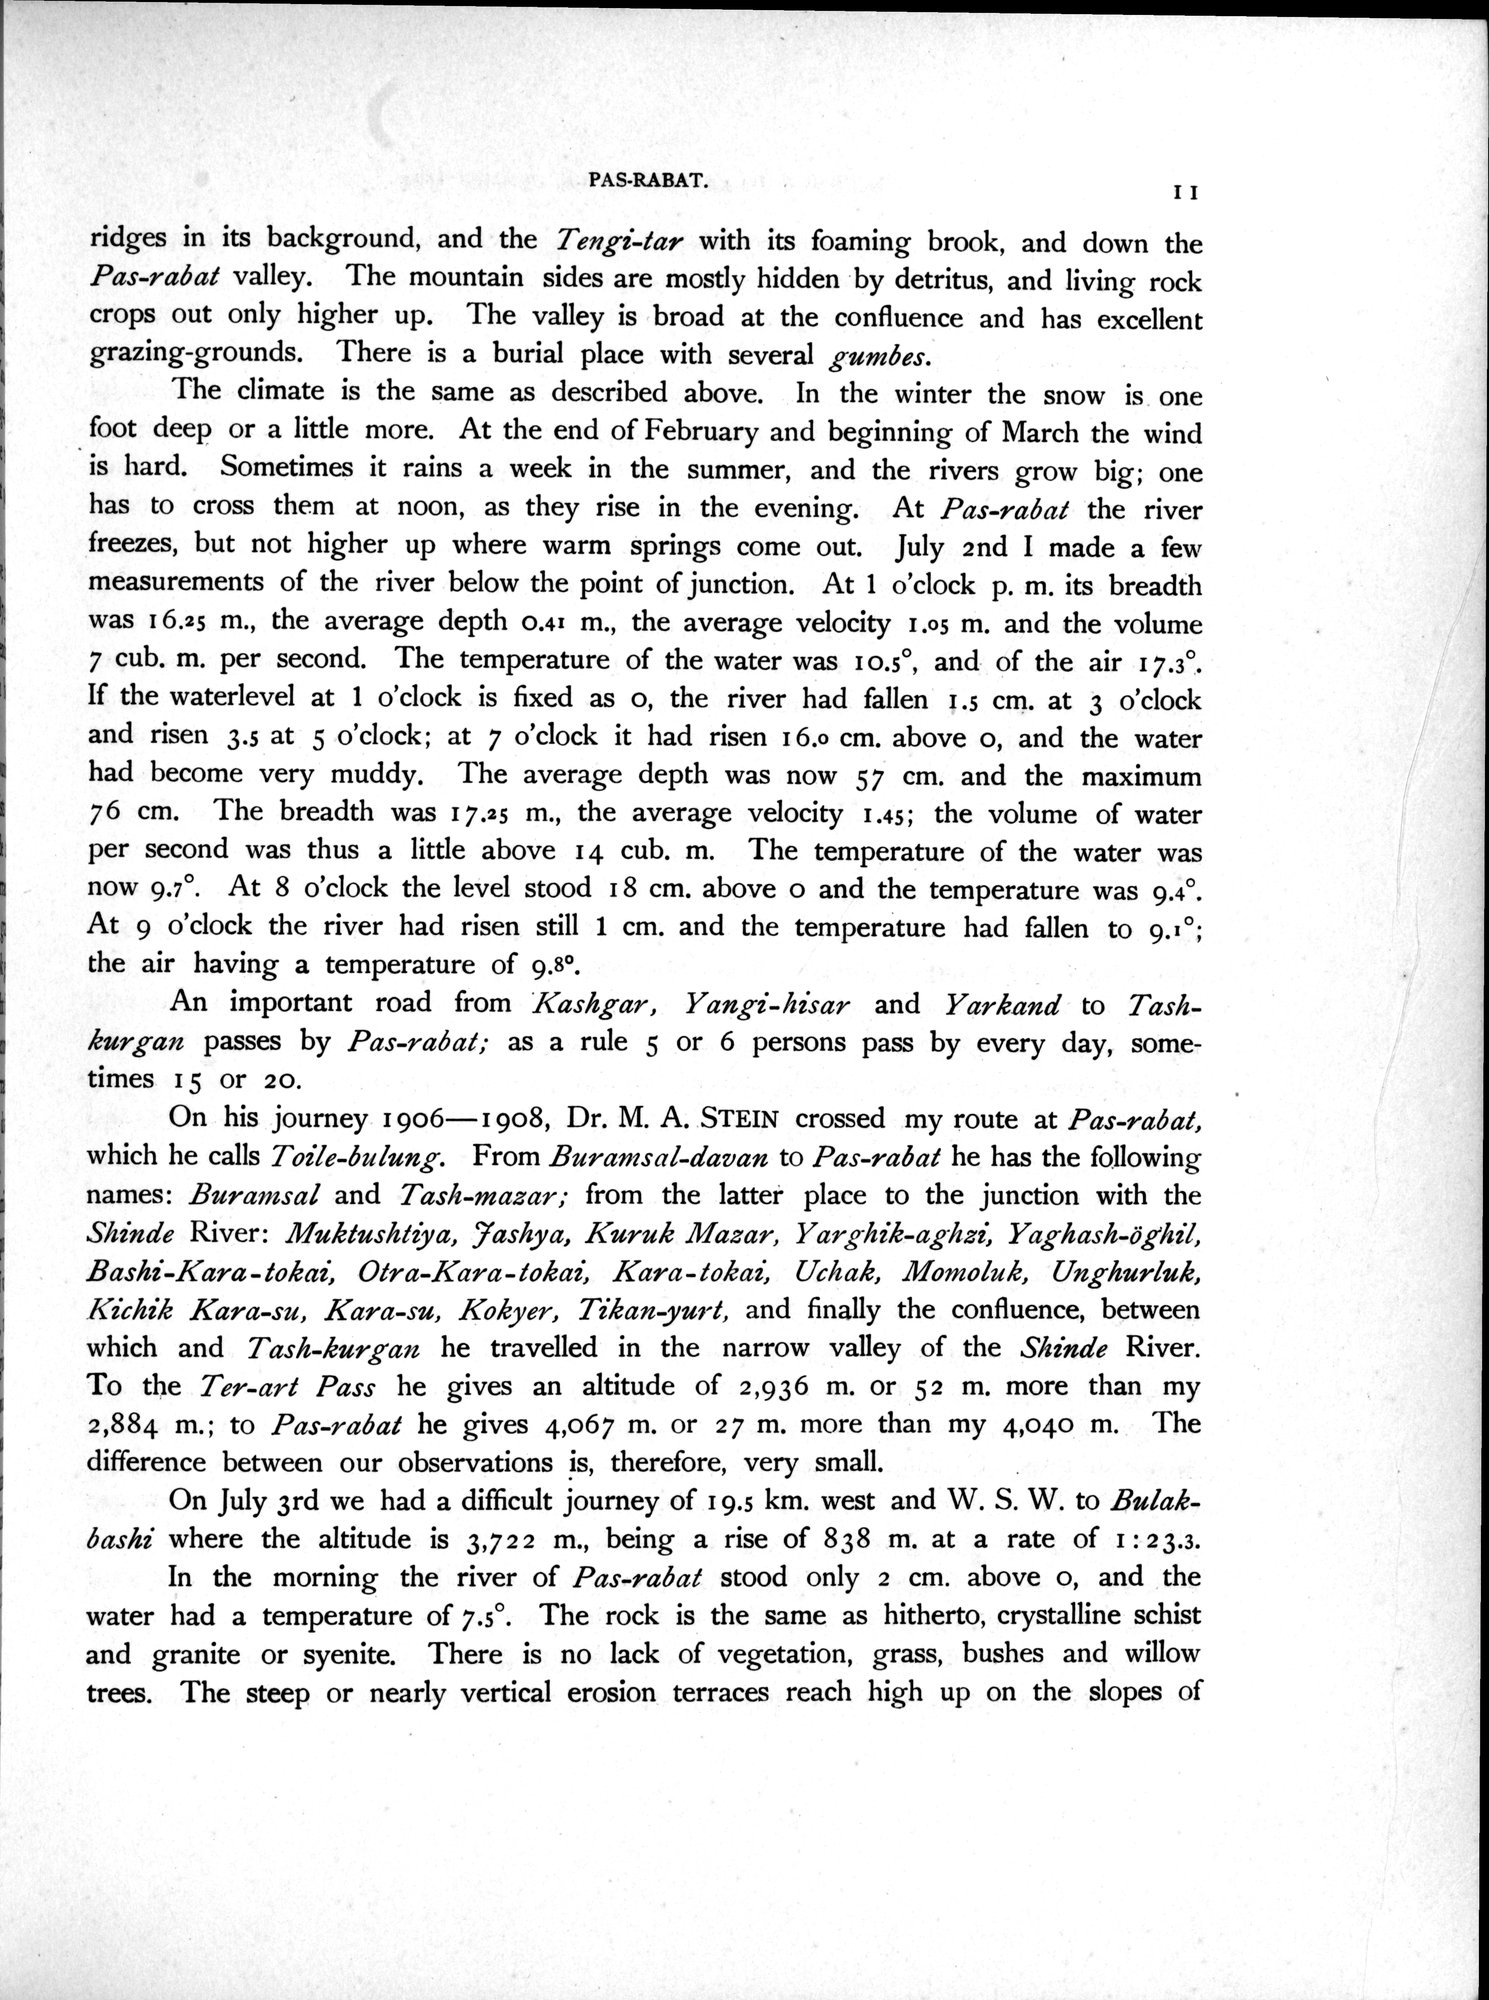 PAS-RABAT.
11
ridges in its background, and the Tengi-tar with its foaming brook, and down the
Pas-rabat valley. The mountain sides are mostly hidden by detritus, and living rock
crops out only higher up. The valley is broad at the confluence and has excellent
grazing-grounds. There is a burial place with several gumbes.
The climate is the same as described above. In the winter the snow is one
foot deep or a little more. At the end of February and beginning of March the wind
is hard. Sometimes it rains a week in the summer, and the rivers grow big; one
has to cross them at noon, as they rise in the evening. At Pas-rabat the river
freezes, but not higher up where warm springs come out. July 2nd I made a few
measurements of the river below the point of junction. At 1 o'clock p. m. its breadth
was 16.25 m., the average depth 0.41 m., the average velocity 1.05 m. and the volume
7 cub. m. per second. The temperature of the water was 10.5°, and of the air 17.3°.
If the waterlevel at 1 o'clock is fixed as 0, the river had fallen 1.5 cm. at 3 o'clock
and risen 3.5 at 5 o'clock; at 7 o'clock it had risen 16.0 cm. above 0, and the water
had become very muddy. The average depth was now 57 cm. and the maximum
76 cm. The breadth was 17.25 m., the average velocity 1.45; the volume of water
per second was thus a little above 14 cub. m. The temperature of the water was
now 9.7°. At 8 o'clock the level stood 18 cm. above 0 and the temperature was 9.4°.
At 9 o'clock the river had risen still 1 cm. and the temperature had fallen to 9.1°;
the air having a temperature of 9.8°.
An important road from Kashgar, Yangi-hisar and Yarkand to Tash-
kurgan passes by Pas-rabat; as a rule 5 or 6 persons pass by every day, some-
times 15 or 20.
On his journey 1906—1908, Dr. M. A. STEIN crossed my route at Pas-rabat,
which he calls Toile-bulung. From Buramsal-davan to Pas-rabat he has the following
names: Buramsal and Tash-mazar; from the latter place to the junction with the
Shinde River: Muktushtiya, Jashya, Kuruk Mazar, Yarghik-aghzi, Yaghash-öghil,
Bashi-Kara-tokai, Otra-Kara-tokai, Kara-tokai, Uchak, Momoluk, Unghurluk,
Kichik Kara-su, Kara-su, Kokyer, Tikan-yurt, and finally the confluence, between
which and Tash-kurgan he travelled in the narrow valley of the Shinde River.
To the Ter-art Pass he gives an altitude of 2,936 m. or 52 m. more than my
2,884 m.; to Pas-rabat he gives 4,067 m. or 27 m. more than my 4,040 m. The
difference between our observations is, therefore, very small.
On July 3rd we had a difficult journey of 19.5 km. west and W. S. W. to Bulak-
bashi where the altitude is 3,722 m., being a rise of 838 m. at a rate of 1:23.3.
In the morning the river of Pas-rabat stood only 2 cm. above 0, and the
water had a temperature of 7.5°. The rock is the same as hitherto, crystalline schist
and granite or syenite. There is no lack of vegetation, grass, bushes and willow
trees. The steep or nearly vertical erosion terraces reach high up on the slopes of